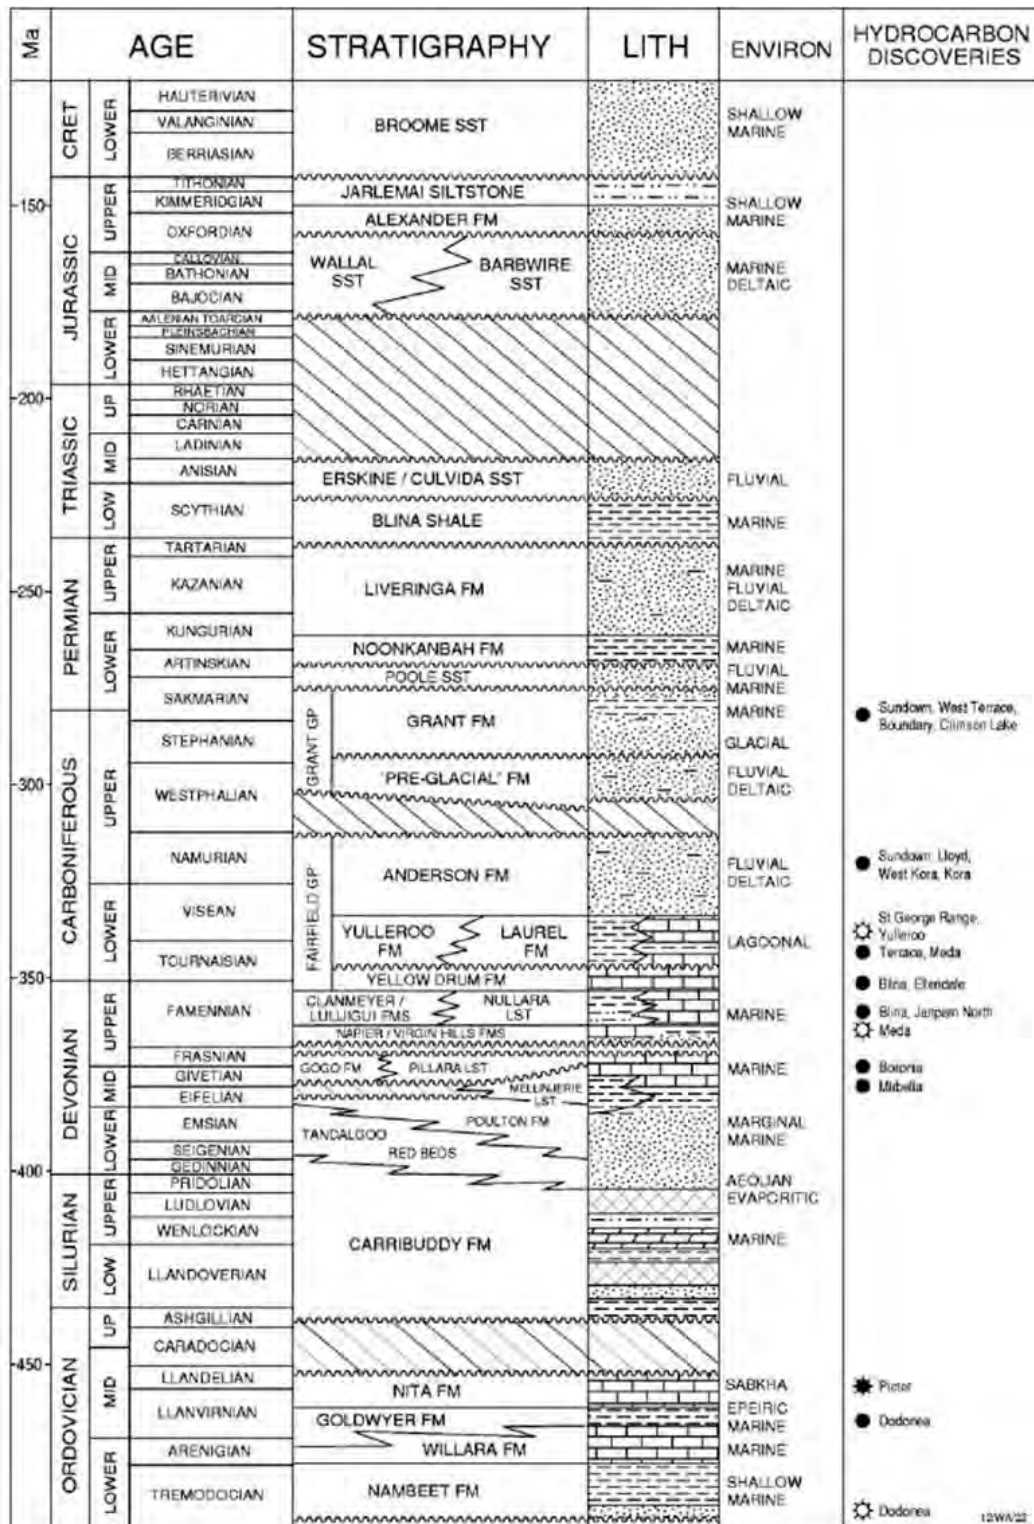 Ma
AGE
STRATIGRAPHY
LITH
ENVIRON
HYDROCARBON
DISCOVERIES
CRET
LOWER
HAUTERIVIAN
VALANGINIAN
BERRIASIAN
BROOME SST
SHALLOW
MARINE
JURASSIC
UPPER
TITHONIAN
150
KIMMERIDGIAN
OXFORDIAN
JARLEMAI SILTSTONE
ALEXANDER FM
SHALLOW
MARINE
MID
CALLOVIAN
BATHONIAN
BAJOCIAN
WALLAL
SST
BARBWIRE
SST
MARINE
DELTAIC
LOWER
AALENIAN TOARCIAN
PLEINSBACHIAN
SINEMURIAN
HETTANGIAN
TRIASSIC
UP
RHAETIAN
200
NORIAN
CARNIAN
MID
LADINIAN
ANISIAN
ERSKINE / CULVIDA SST
FLUVIAL
LOW
SCYTHIAN
BLINA SHALE
MARINE
PERMIAN
UPPER
TARTARIAN
KAZANIAN
250
LIVERINGA FM
MARINE
FLUVIAL
DELTAIC
LOWER
KUNGURIAN
ARTINSKIAN
SAKMARIAN
NOONKANBAH FM
MARINE
POOLE SST
FLUVIAL
MARINE
GRANT GP
GRANT FM
MARINE
GLACIAL
Sundown, West Terrace,
Boundary, Crimson Lake
CARBONIFEROUS
UPPER
STEPHANIAN
WESTPHALIAN
300
NAMURIAN
'PRE-GLACIAL' FM
FLUVIAL
DELTAIC
FAIRFIELD GP
ANDERSON FM
FLUVIAL
DELTAIC
Sundown, Lloyd,
West Kora, Kora
LOWER
VISEAN
TOURNAISIAN
YULLEROO
FM
LAUREL
FM
LAGOONAL
St George Range,
Yulleroo
Terrace, Meda
350
YELLOW DRUM FM
Blina, Ellendale
DEVONIAN
UPPER
FAMENNIAN
FRASNIAN
CLANMEYER /
LULUIGUI FMS
NULLARA
LST
MARINE
Blina, Janpam North
Meda
NAPIER / VIRGIN HILLS FMS
GOGO FM
PILLARA LST
MARINE
Boronia
MID
GIVETIAN
EIFELIAN
MELLINJERIE
LST
Mirbelia
LOWER
EMSIAN
SEIGENIAN
GEDINNIAN
TANDALGOO
POULTON FM
RED BEDS
MARGINAL
MARINE
400
SILURIAN
UPPER
PRIDOLIAN
LUDLOVIAN
WENLOCKIAN
AEOLIAN
EVAPORITIC
CARRIBUDDY FM
MARINE
LOW
LLANDOVERIAN
ORDOVICIAN
UP
ASHGILLIAN
CARADOCIAN
450
MID
LLANDELIAN
LLANVIRNIAN
NITA FM
SABKHA
Pictor
GOLDWYER FM
EPEIRIC
MARINE
Dodonea
LOWER
ARENIGIAN
TREMODOCIAN
WILLARA FM
MARINE
NAMBEET FM
SHALLOW
MARINE
Dodonea